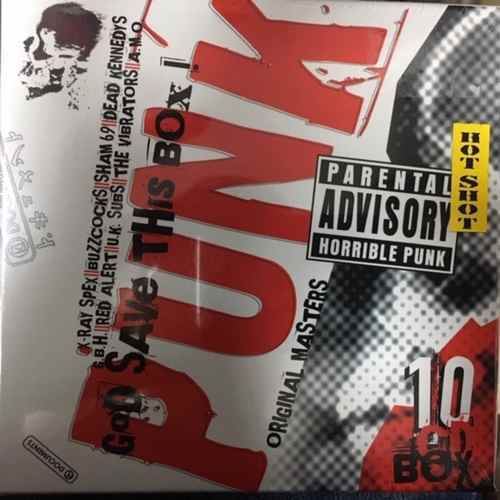 X-RAY SPEX||BUZZCOCKS||SHAM 69||DEAD KENNEDYS
G.B.H.||RED ALERT||U.K. SUBS||THE VIBRATORS||A.M.O.
GOD SAVE THIS BOX!
PUNK
ORIGINAL MASTERS
PARENTAL
ADVISORY
HORRIBLE PUNK
HOT SHOT
10
CD
BOX
DOCUMENTS